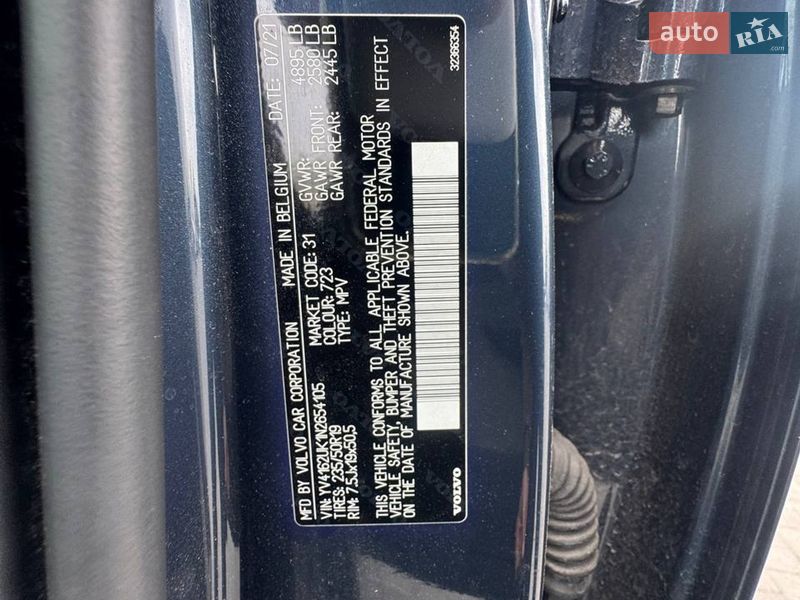 MFD BY VOLVO CAR CORPORATION MADE IN BELGIUM DATE: 07/21
VIN: YV4162UK1N2654105
TIRES: 235/50R19
RIM: 7.5Jx19x50,5
MARKET CODE: 31
COLOUR: 723
TYPE: MPV
GVWR: 4895 LB
GAWR FRONT: 2580 LB
GAWR REAR: 2445 LB
THIS VEHICLE CONFORMS TO ALL APPLICABLE FEDERAL MOTOR
VEHICLE SAFETY, BUMPER AND THEFT PREVENTION STANDARDS IN EFFECT
ON THE DATE OF MANUFACTURE SHOWN ABOVE.
VOLVO
32366354
auto RIA.com